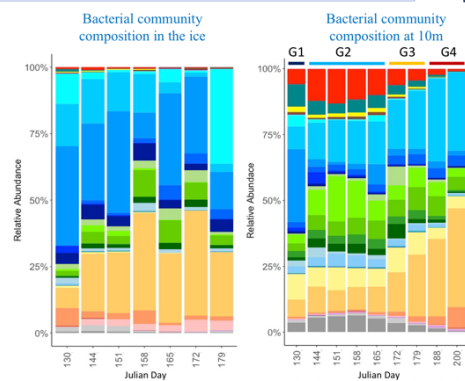 Bacterial community
composition in the ice
Relative Abundance
100%
75%
50%
25%
0%
130 144 151 158 165 172 179
Julian Day
Bacterial community
composition at 10m
G1 G2 G3 G4
Relative Abundance
100%
75%
50%
25%
0%
130 144 151 158 165 172 179 188 200
Julian Day